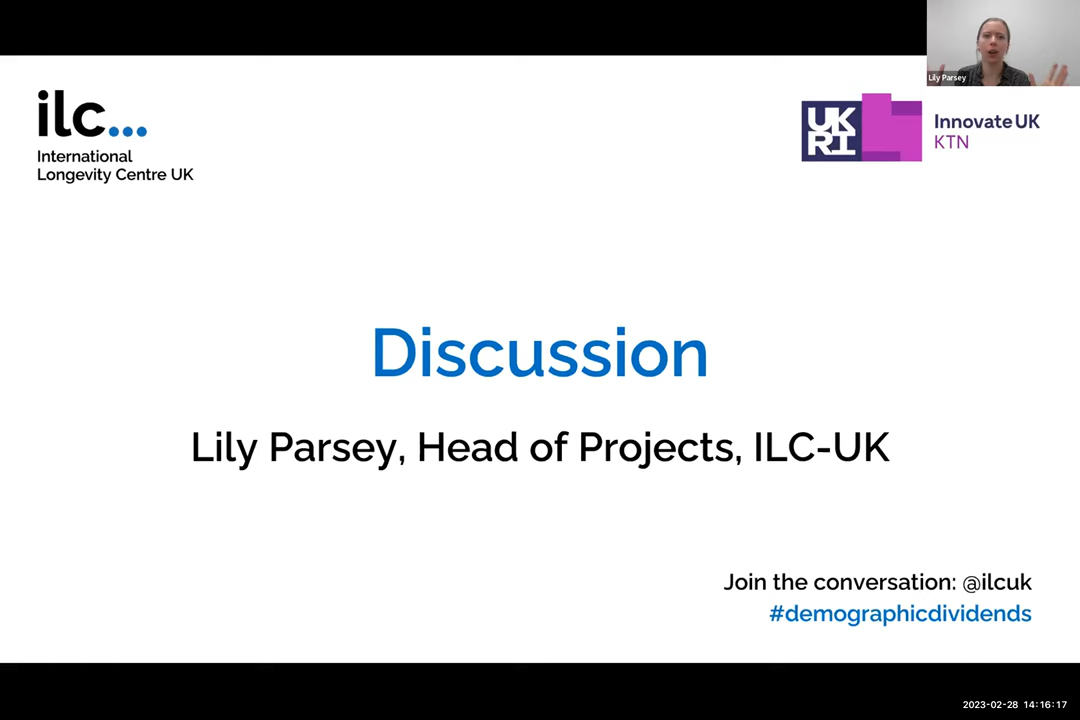 Lily Parsey
ilc...
International
Longevity Centre UK
UK
RI
Innovate UK
KTN
Discussion
Lily Parsey, Head of Projects, ILC-UK
Join the conversation: @ilcuk
#demographicdividends
2023-02-28 14:16:17